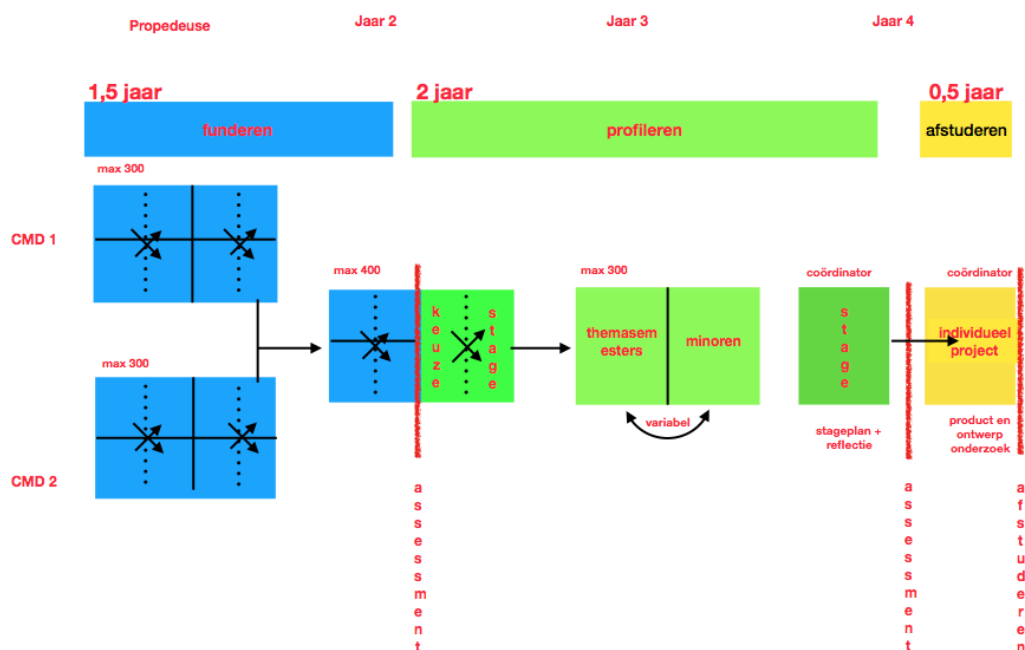 Propedeuse
Jaar 2
Jaar 3
Jaar 4
1,5 jaar
2 jaar
0,5 jaar
funderen
profileren
afstuderen
max 300
CMD 1
max 400
max 300
coördinator
coördinator
keuze
stage
themasem
esters
minoren
stage
individueel
project
max 300
variabel
stageplan +
reflectie
product en
ontwerp
onderzoek
CMD 2
assessment
assessment
afstuderen